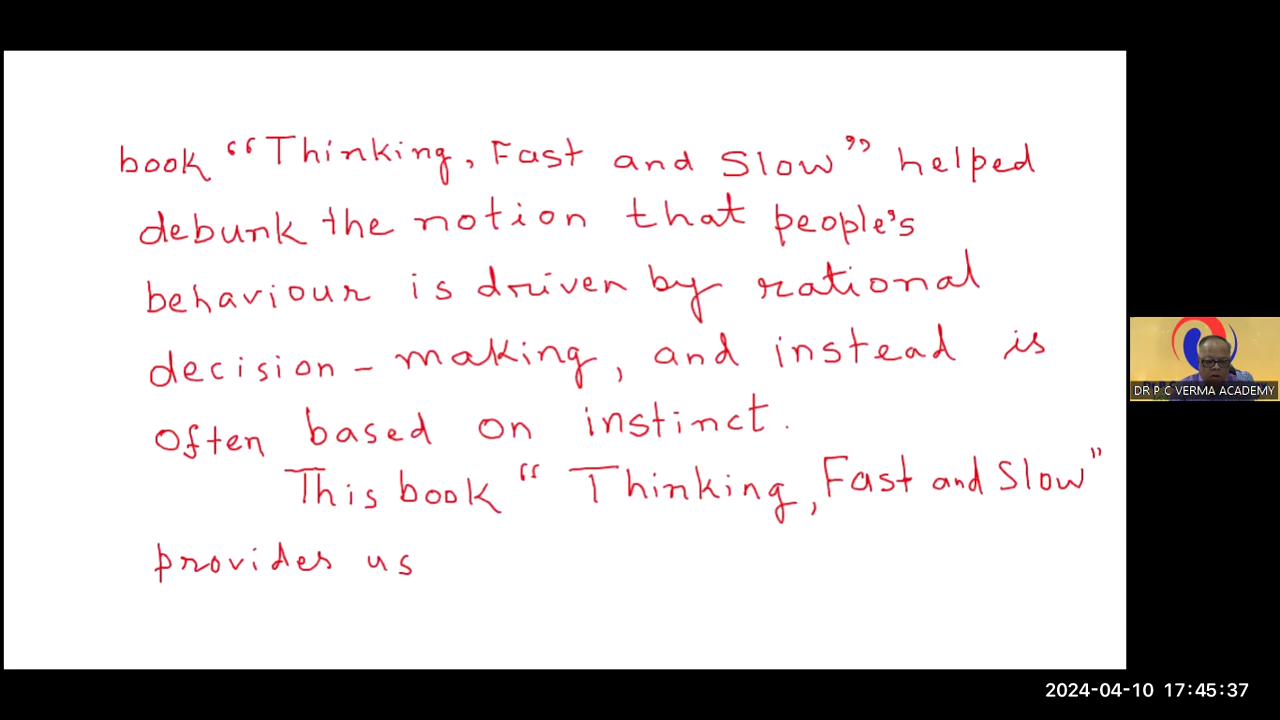 book “Thinking, Fast and Slow” helped
debunk the notion that people's
behaviour is driven by rational
decision - making, and instead is
often based on instinct.
This book “Thinking, Fast and Slow”
provides us
DR P C VERMA ACADEMY
2024-04-10 17:45:37